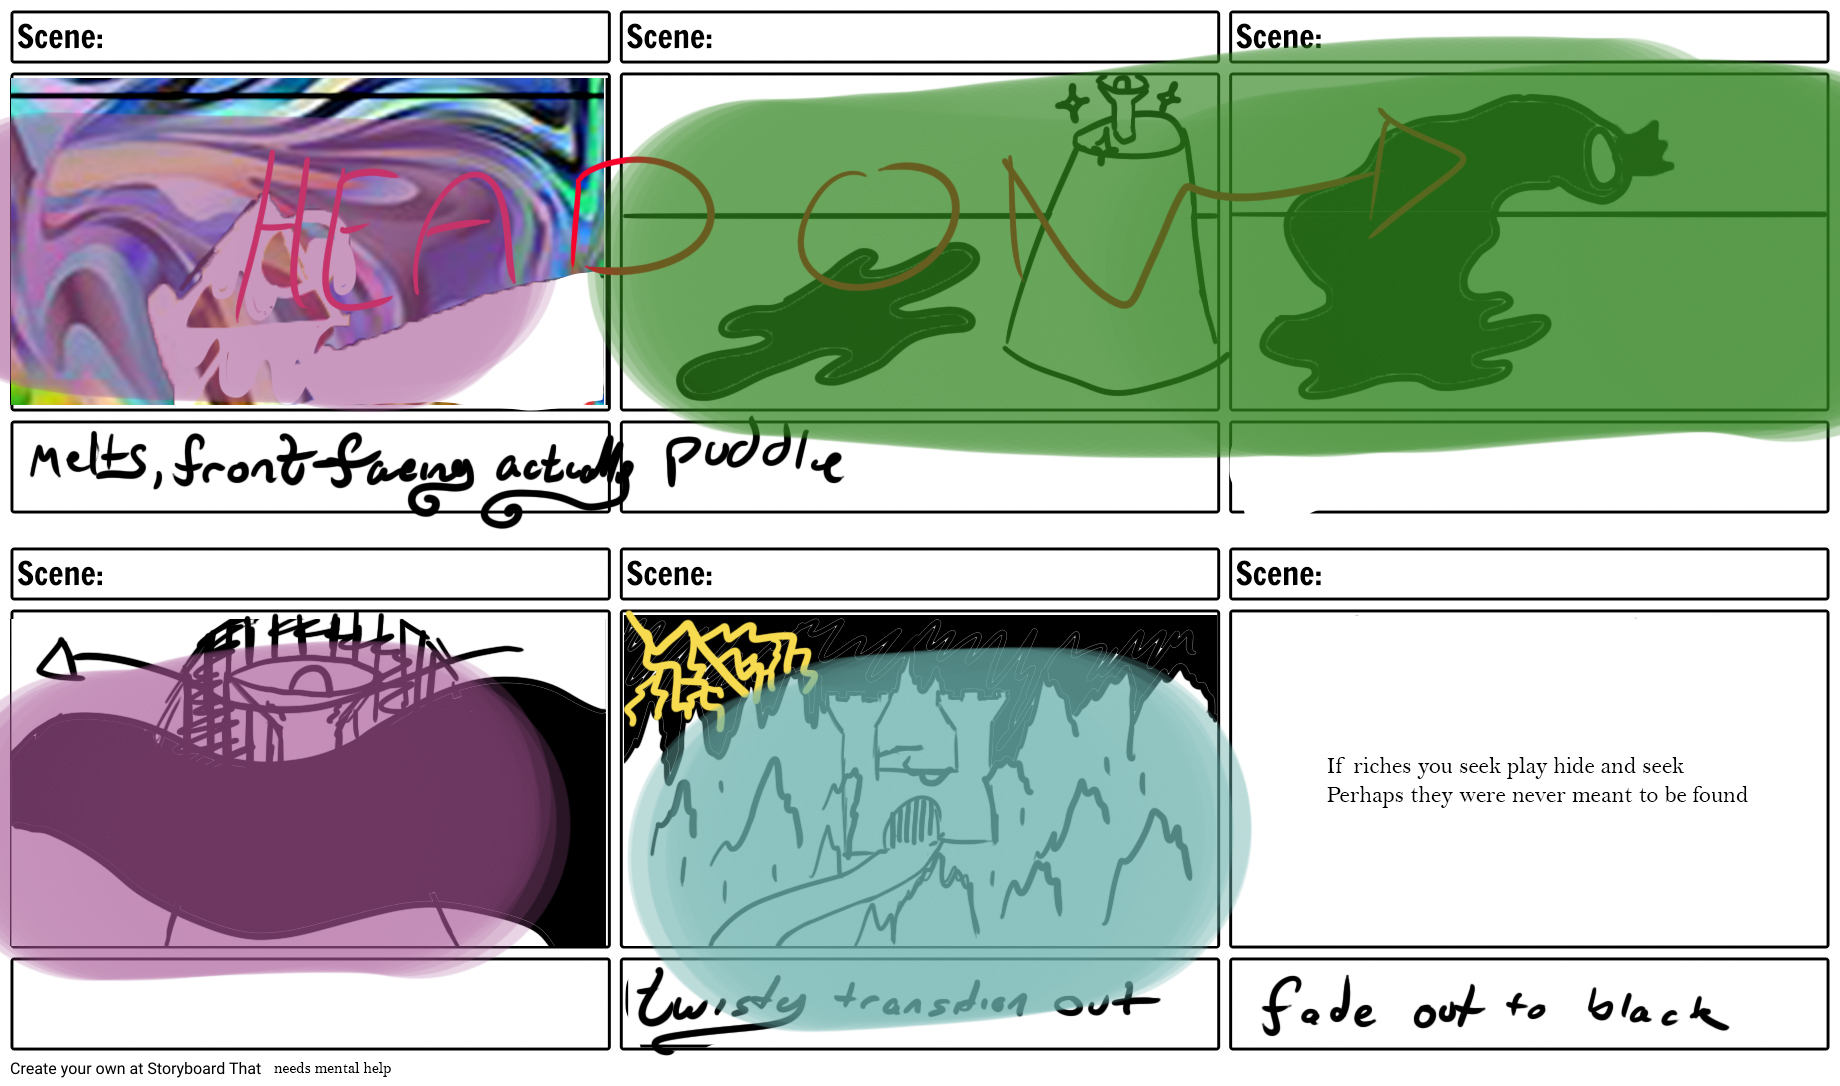 Scene:
Scene:
Scene:
HEAD ON
Melts, front facing actually
puddle
Scene:
Scene:
Scene:
If riches you seek play hide and seek
Perhaps they were never meant to be found
twisty transition out
fade out to black
Create your own at Storyboard That needs mental help